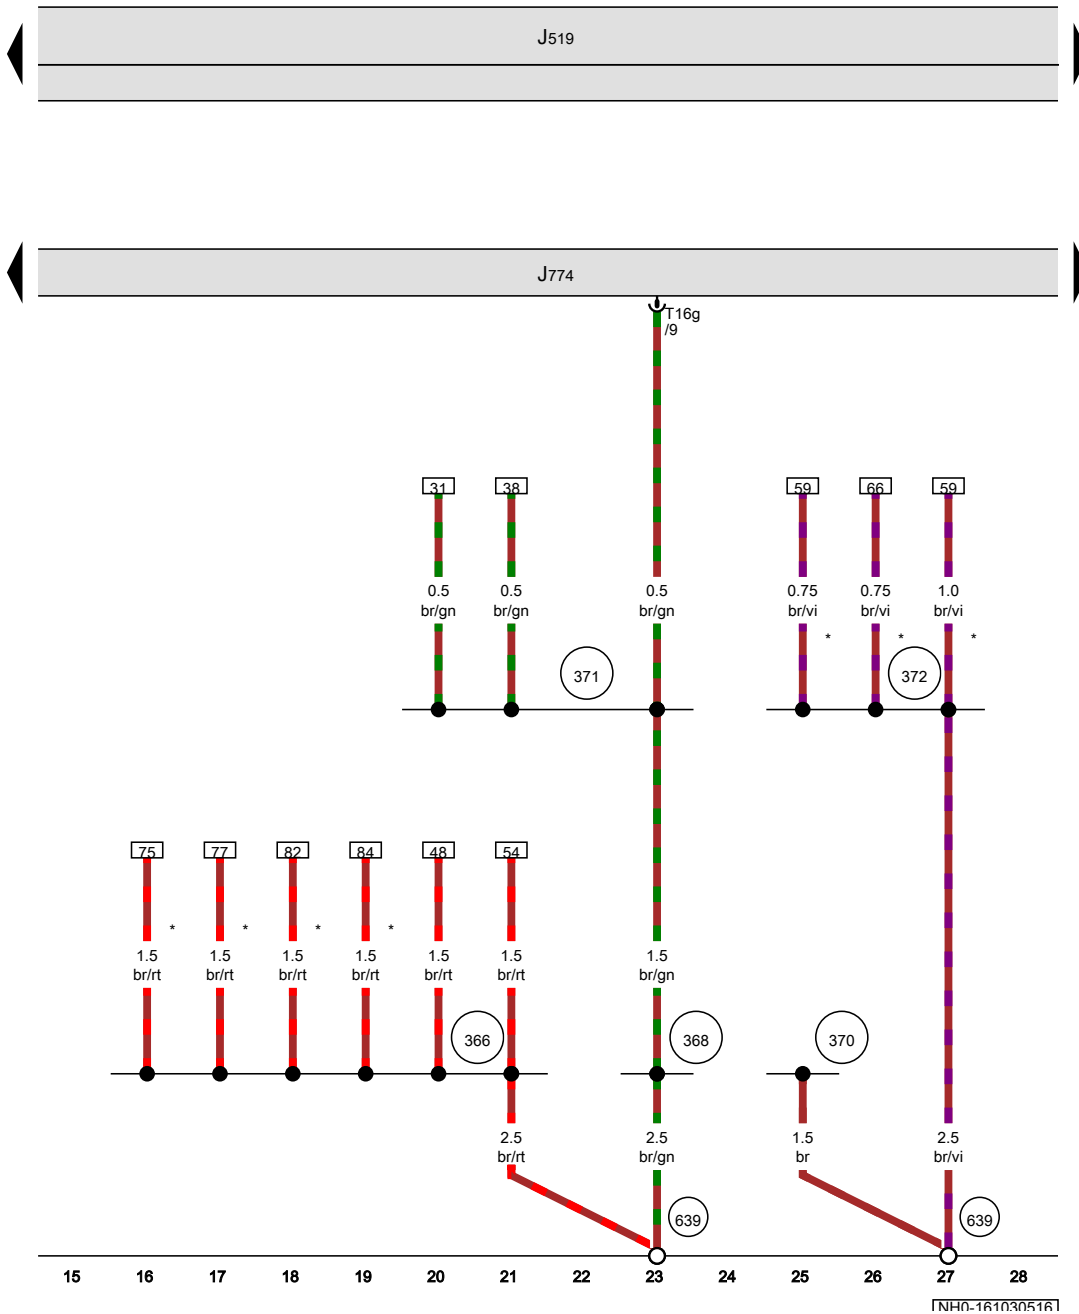 J519
J774
T16g
/9
31 38 59 66 59
0.5 0.5 0.5 0.75 0.75 1.0
br/gn br/gn br/gn br/vi br/vi br/vi
* * *
371 372
75 77 82 84 48 54
* * * *
1.5 1.5 1.5 1.5 1.5 1.5 1.5
br/rt br/rt br/rt br/rt br/rt br/rt br/gn
366 368 370
2.5 2.5 1.5 2.5
br/rt br/gn br br/vi
639 639
15 16 17 18 19 20 21 22 23 24 25 26 27 28
NH0-161030516